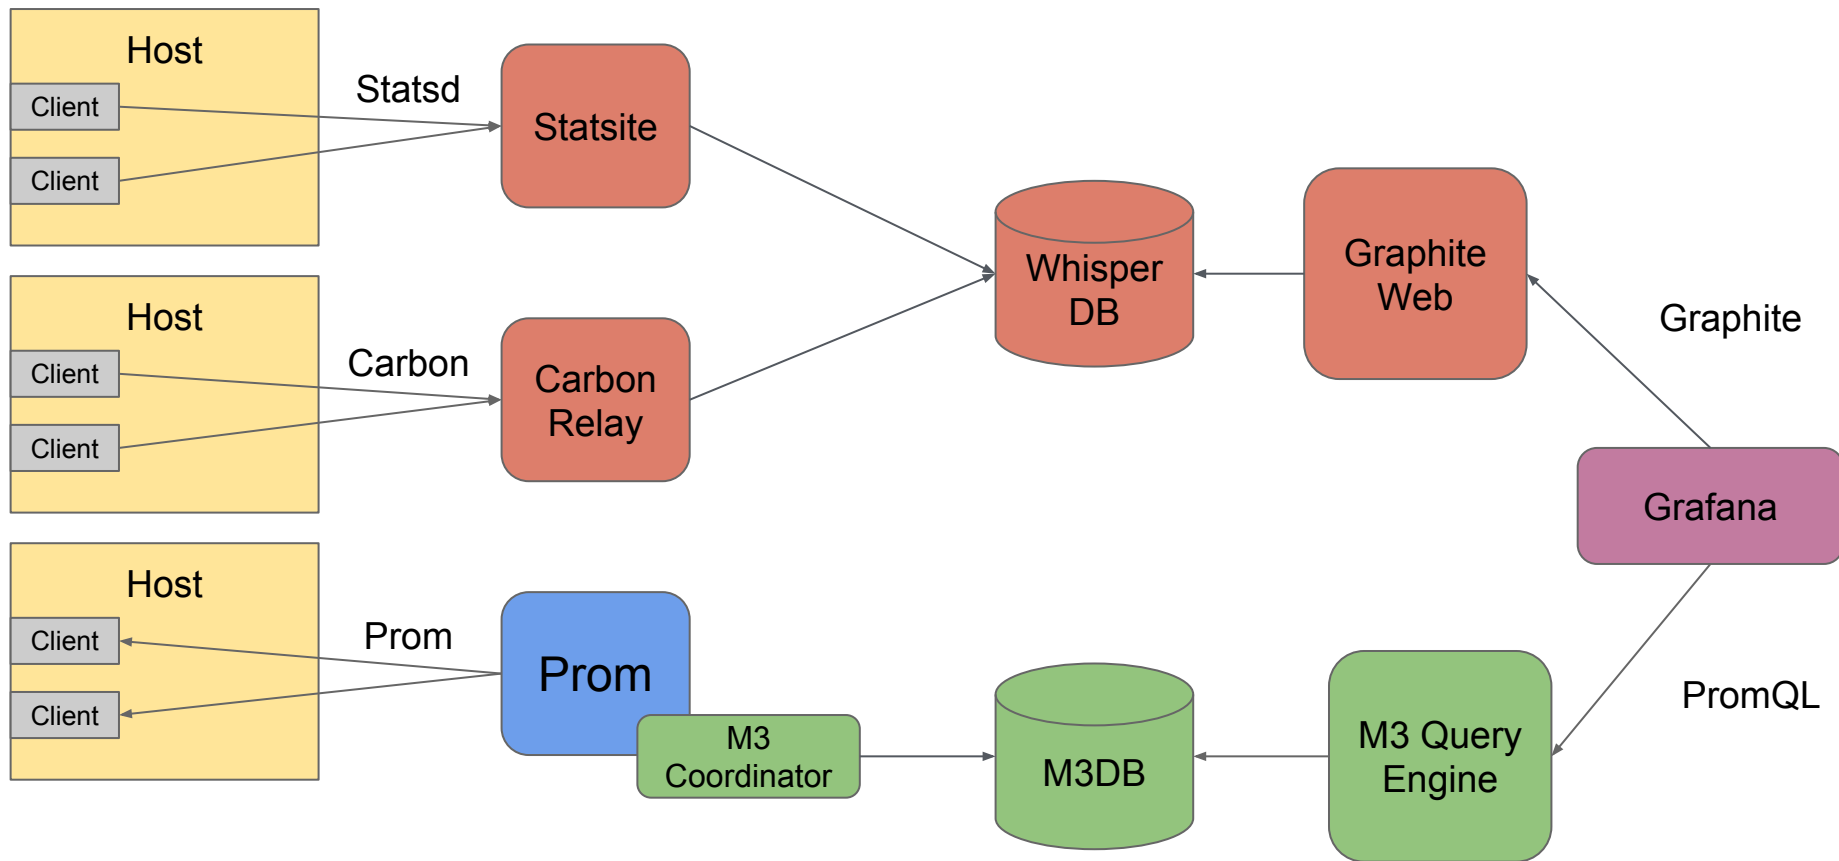 Host
Client
Client
Statsd
Statsite
Host
Client
Client
Carbon
Carbon
Relay
Host
Client
Client
Prom
Prom
M3
Coordinator
Whisper
DB
Graphite
Web
Graphite
Grafana
PromQL
M3DB
M3 Query
Engine